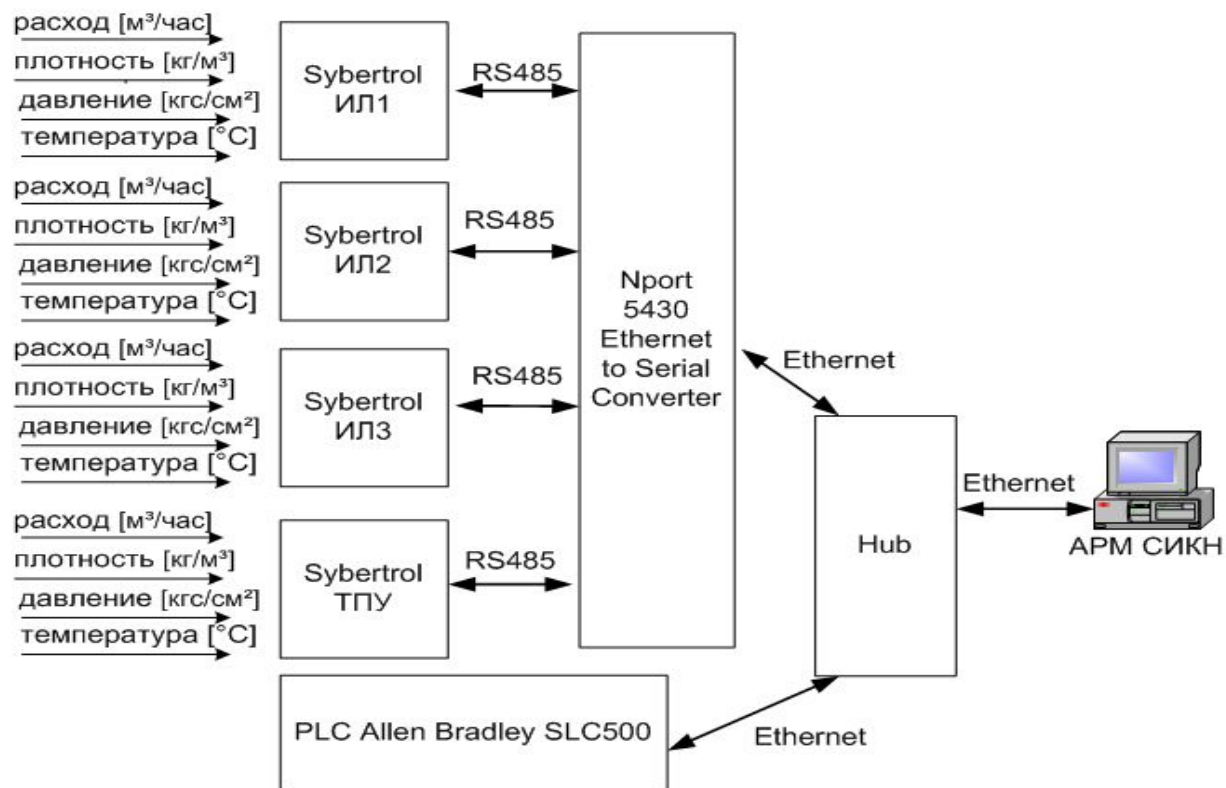 расход [м³/час]
плотность [кг/м³]
давление [кгс/см²]
температура [°C]
Sybertrol
ИЛ1
RS485
расход [м³/час]
плотность [кг/м³]
давление [кгс/см²]
температура [°C]
Sybertrol
ИЛ2
RS485
расход [м³/час]
плотность [кг/м³]
давление [кгс/см²]
температура [°C]
Sybertrol
ИЛ3
RS485
расход [м³/час]
плотность [кг/м³]
давление [кгс/см²]
температура [°C]
Sybertrol
ТПУ
RS485
Nport
5430
Ethernet
to Serial
Converter
Ethernet
Hub
Ethernet
АРМ СИКН
PLC Allen Bradley SLC500
Ethernet